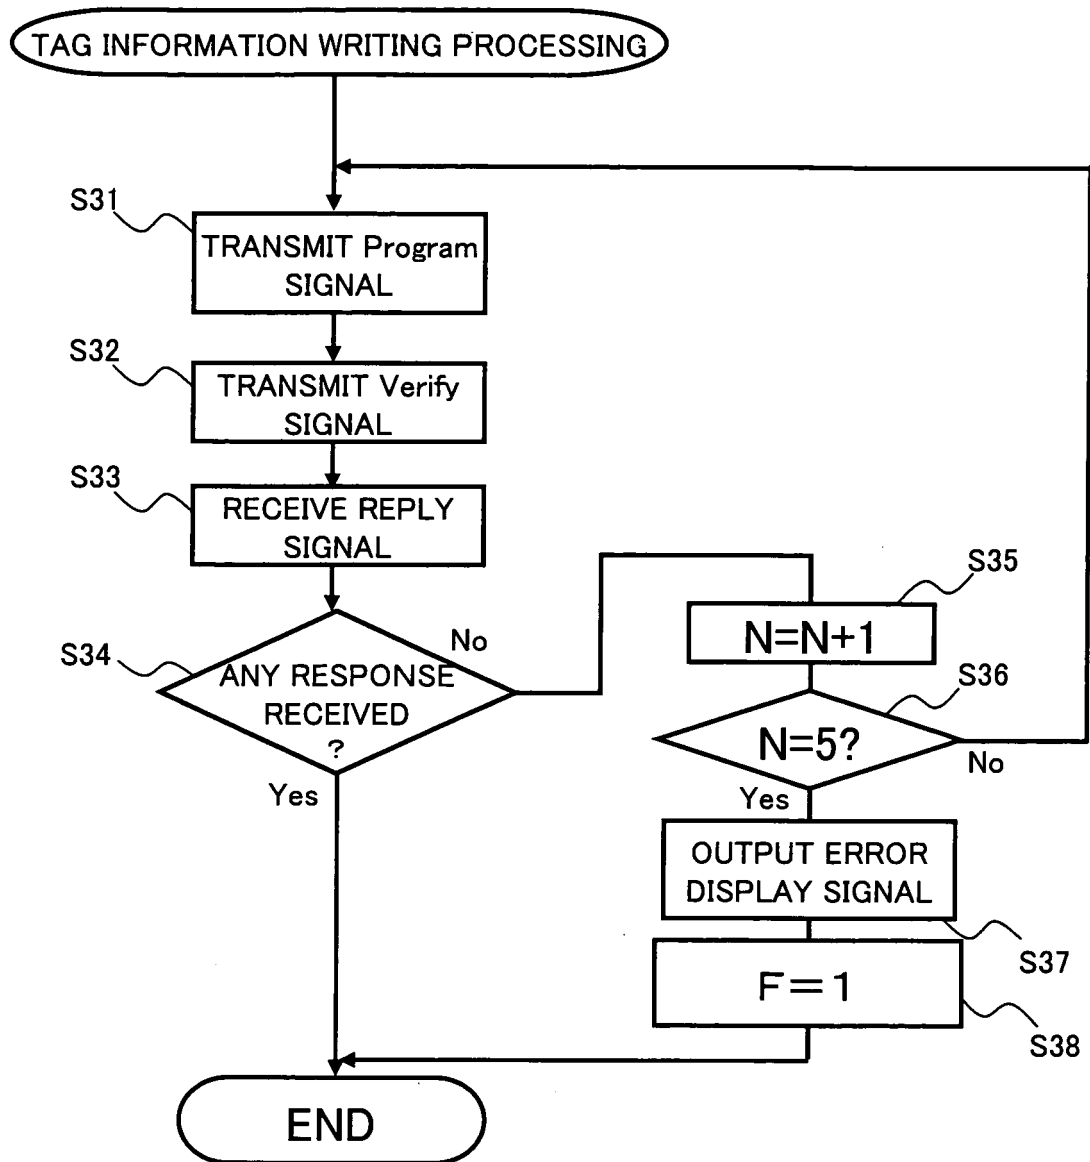 TAG INFORMATION WRITING PROCESSING
S31
TRANSMIT Program
SIGNAL
S32
TRANSMIT Verify
SIGNAL
S33
RECEIVE REPLY
SIGNAL
S34
ANY RESPONSE
RECEIVED
?
No
Yes
S35
N=N+1
S36
N=5?
No
Yes
OUTPUT ERROR
DISPLAY SIGNAL
S37
F=1
S38
END